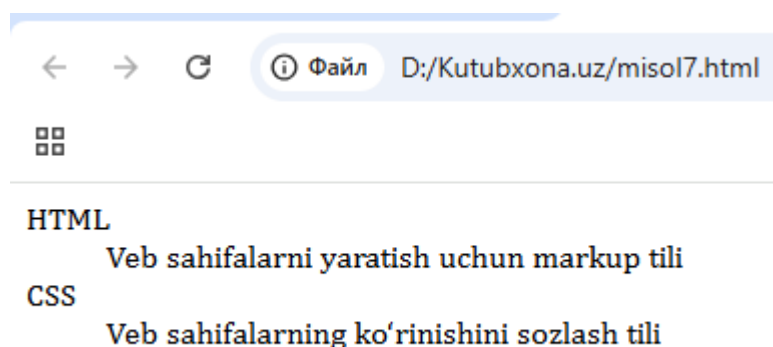 Файл D:/Kutubxona.uz/misol7.html
HTML
Veb sahifalarni yaratish uchun markup tili
CSS
Veb sahifalarning ko‘rinishini sozlash tili